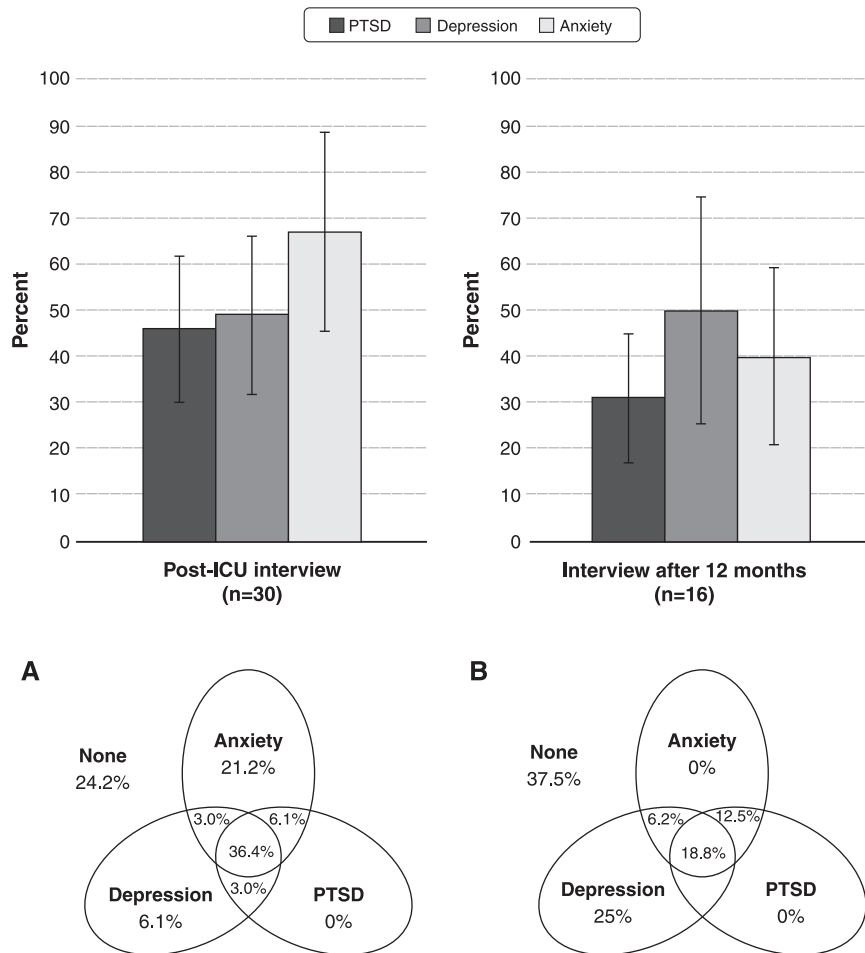 PTSD Depression Anxiety
100
90
80
70
60
50
40
30
20
10
0
Percent
Post-ICU interview
(n=30)
100
90
80
70
60
50
40
30
20
10
0
Percent
Interview after 12 months
(n=16)
A
None
24.2%
Anxiety
21.2%
3.0%
6.1%
36.4%
3.0%
Depression
6.1%
PTSD
0%
B
None
37.5%
Anxiety
0%
6.2%
12.5%
18.8%
Depression
25%
PTSD
0%